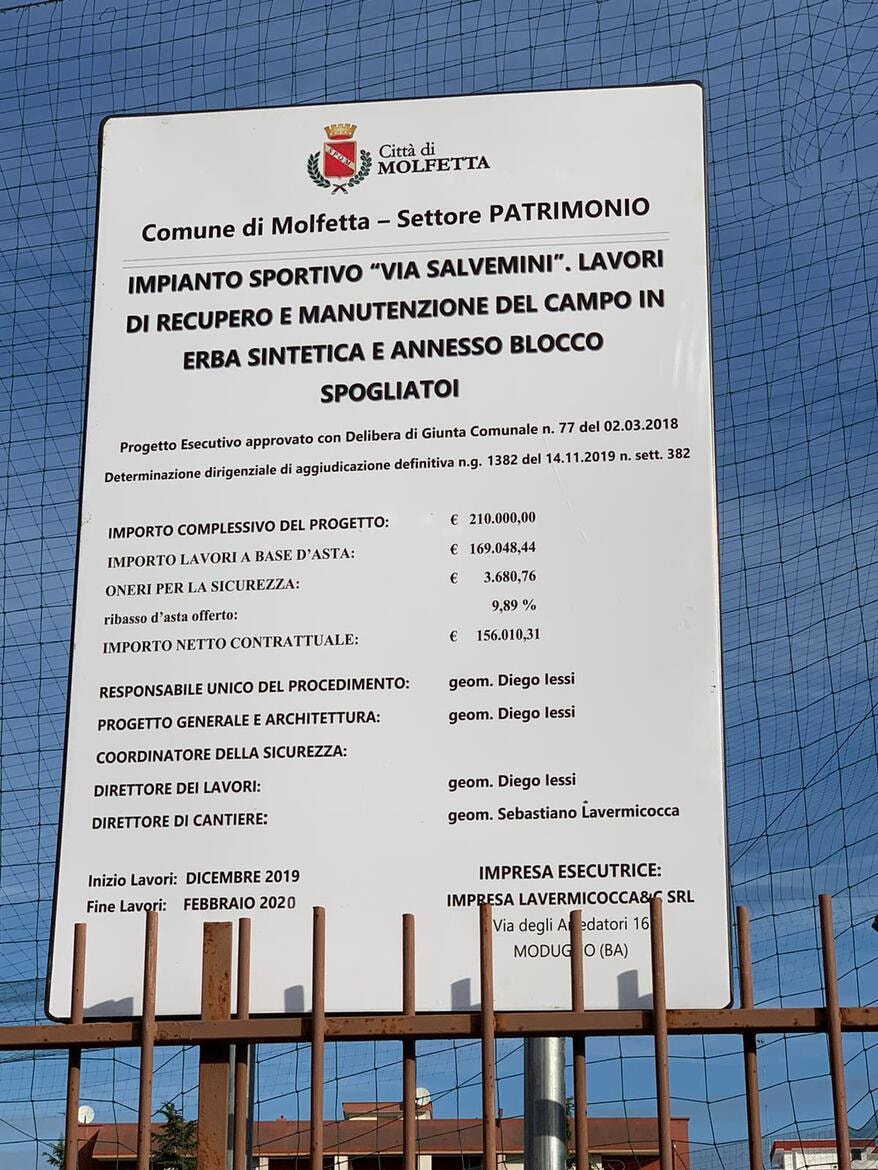 S.P.Q.M.
Città di
MOLFETTA
Comune di Molfetta – Settore PATRIMONIO
IMPIANTO SPORTIVO “VIA SALVEMINI”. LAVORI
DI RECUPERO E MANUTENZIONE DEL CAMPO IN
ERBA SINTETICA E ANNESSO BLOCCO
SPOGLIATOI
Progetto Esecutivo approvato con Delibera di Giunta Comunale n. 77 del 02.03.2018
Determinazione dirigenziale di aggiudicazione definitiva n.g. 1382 del 14.11.2019 n. sett. 382
IMPORTO COMPLESSIVO DEL PROGETTO: € 210.000,00
IMPORTO LAVORI A BASE D’ASTA: € 169.048,44
ONERI PER LA SICUREZZA: € 3.680,76
ribasso d’asta offerto: 9,89 %
IMPORTO NETTO CONTRATTUALE: € 156.010,31
RESPONSABILE UNICO DEL PROCEDIMENTO: geom. Diego Iessi
PROGETTO GENERALE E ARCHITETTURA: geom. Diego Iessi
COORDINATORE DELLA SICUREZZA:
DIRETTORE DEI LAVORI: geom. Diego Iessi
DIRETTORE DI CANTIERE: geom. Sebastiano Lavermicocca
Inizio Lavori: DICEMBRE 2019
Fine Lavori: FEBBRAIO 2020
IMPRESA ESECUTRICE:
IMPRESA LAVERMICOCCA&C SRL
Via degli Arredatori 16
MODUGNO (BA)